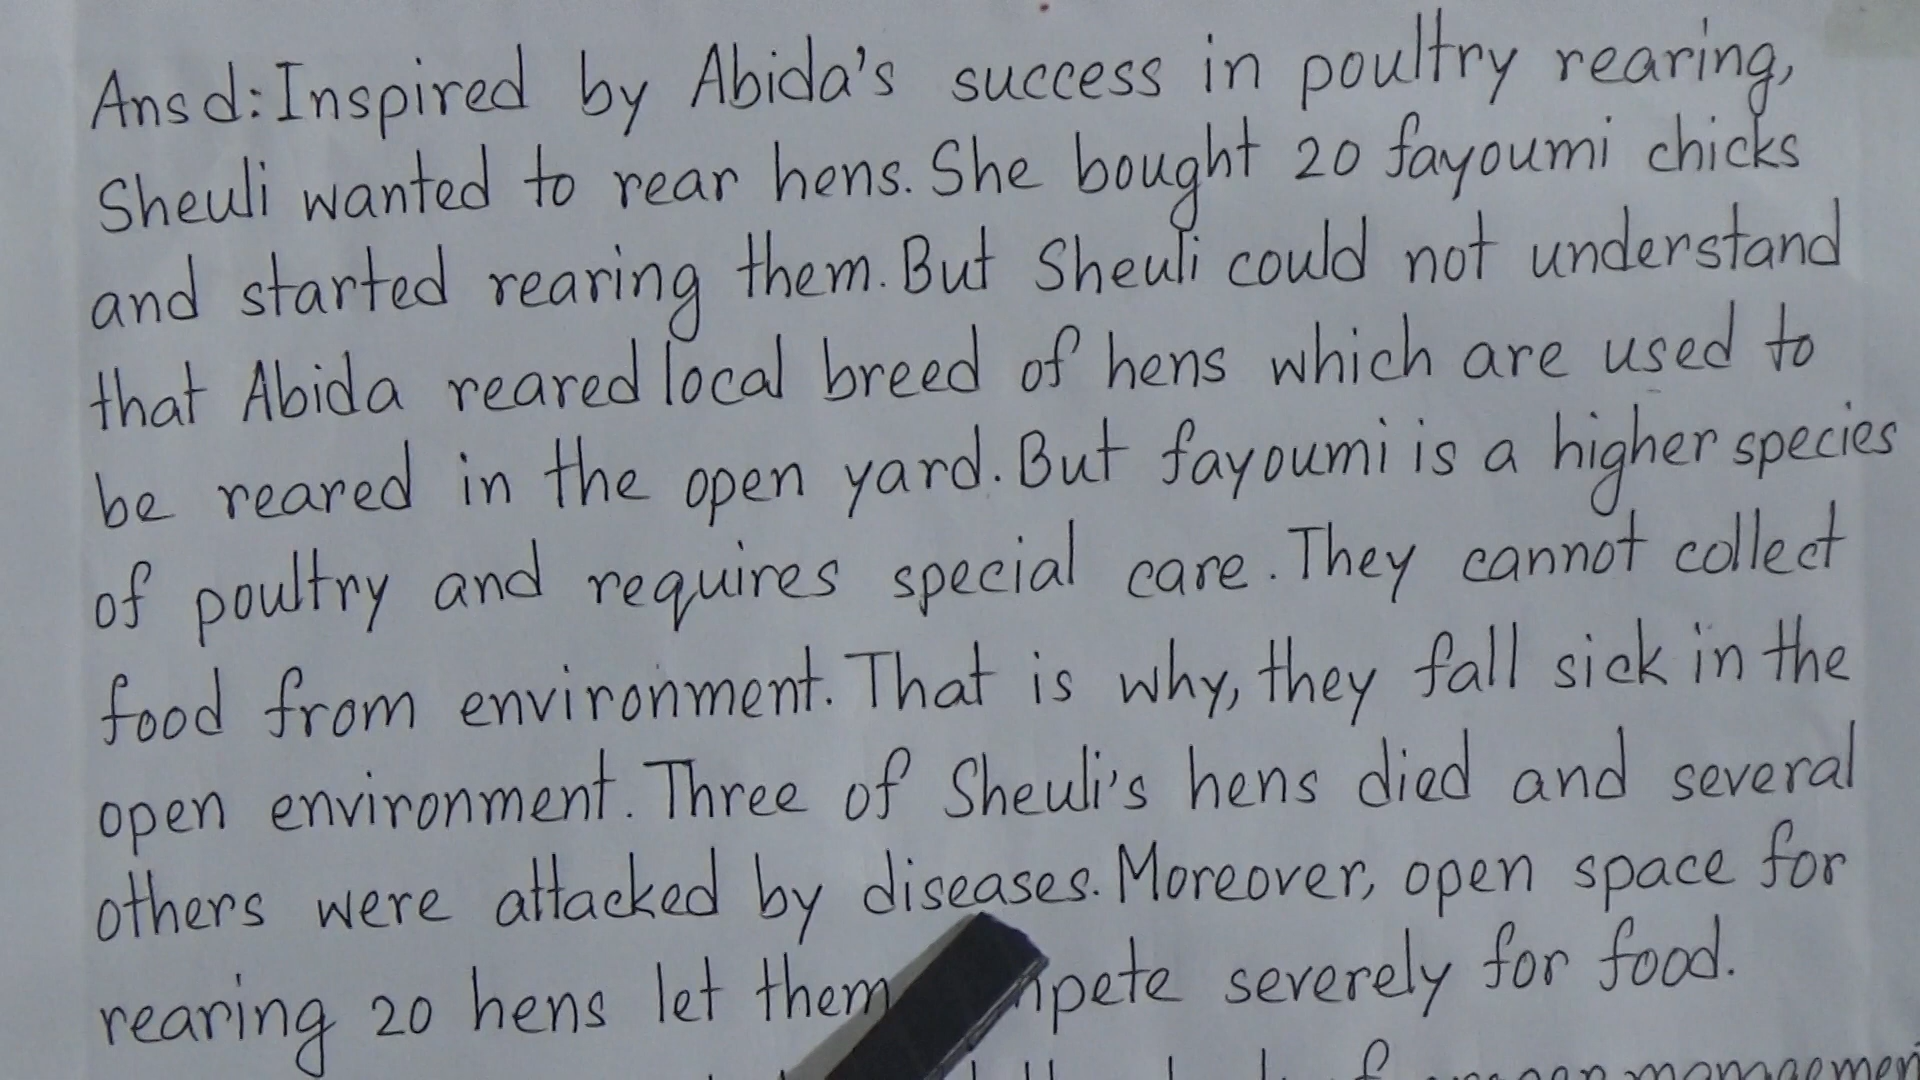 Ans d: Inspired by Abida's success in poultry rearing,
Sheuli wanted to rear hens. She bought 20 fayoumi chicks
and started rearing them. But Sheuli could not understand
that Abida reared local breed of hens which are used to
be reared in the open yard. But fayoumi is a higher species
of poultry and requires special care. They cannot collect
food from environment. That is why, they fall sick in the
open environment. Three of Sheuli's hens died and several
others were attacked by diseases. Moreover, open space for
rearing 20 hens let them severely for food.